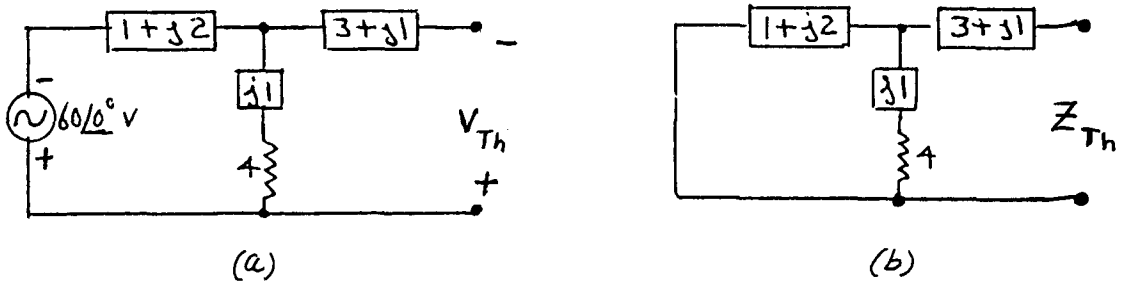 1 + j2
3 + j1
-
-
j1
60/0° V
V_Th
+
4
+
(a)
1 + j2
3 + j1
j1
Z_Th
4
(b)